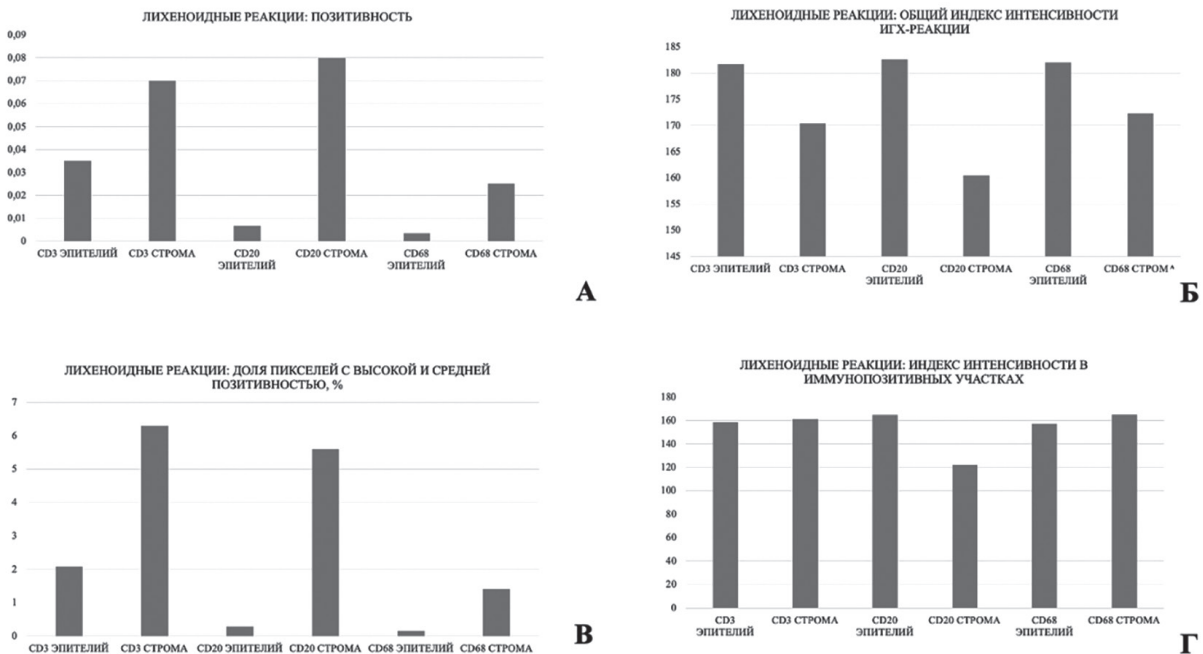 ЛИХЕНОИДНЫЕ РЕАКЦИИ: ПОЗИТИВНОСТЬ
0,09
0,08
0,07
0,06
0,05
0,04
0,03
0,02
0,01
0
CD3 ЭПИТЕЛИЙ CD3 СТРОМА CD20 ЭПИТЕЛИЙ CD20 СТРОМА CD68 ЭПИТЕЛИЙ CD68 СТРОМА
А
ЛИХЕНОИДНЫЕ РЕАКЦИИ: ОБЩИЙ ИНДЕКС ИНТЕНСИВНОСТИ
ИГХ-РЕАКЦИИ
185
180
175
170
165
160
155
150
145
CD3 ЭПИТЕЛИЙ CD3 СТРОМА CD20 ЭПИТЕЛИЙ CD20 СТРОМА CD68 ЭПИТЕЛИЙ CD68 СТРОМА
Б
ЛИХЕНОИДНЫЕ РЕАКЦИИ: ДОЛЯ ПИКСЕЛЕЙ С ВЫСОКОЙ И СРЕДНЕЙ
ПОЗИТИВНОСТЬЮ, %
7
6
5
4
3
2
1
0
CD3 ЭПИТЕЛИЙ CD3 СТРОМА CD20 ЭПИТЕЛИЙ CD20 СТРОМА CD68 ЭПИТЕЛИЙ CD68 СТРОМА
В
ЛИХЕНОИДНЫЕ РЕАКЦИИ: ИНДЕКС ИНТЕНСИВНОСТИ В
ИММУНОПОЗИТИВНЫХ УЧАСТКАХ
180
160
140
120
100
80
60
40
20
0
CD3 ЭПИТЕЛИЙ CD3 СТРОМА CD20 ЭПИТЕЛИЙ CD20 СТРОМА CD68 ЭПИТЕЛИЙ CD68 СТРОМА
Г